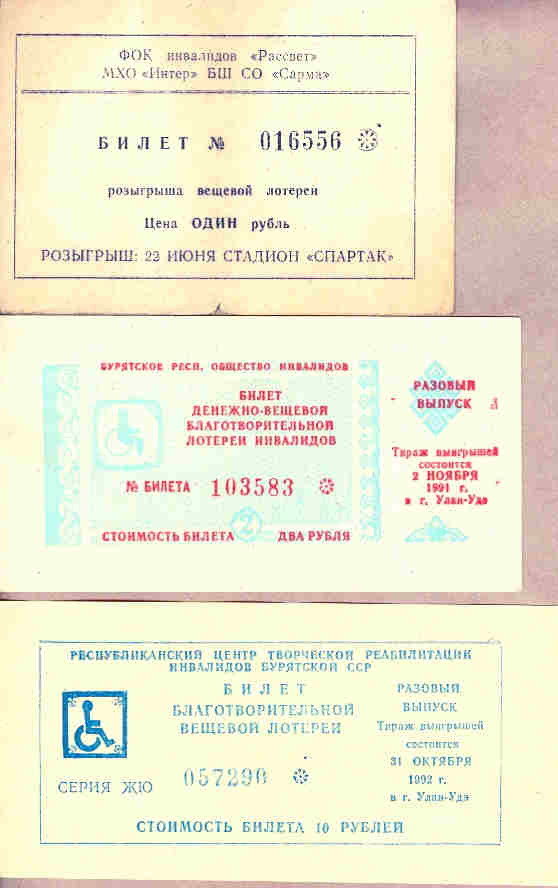 ФОК инвалидов «Рассвет»
МХО «Интер» БШ СО «Сарма»
БИЛЕТ № 016556
розыгрыша вещевой лотереи
Цена ОДИН рубль
РОЗЫГРЫШ: 22 ИЮНЯ СТАДИОН «СПАРТАК»
БУРЯТСКОЕ РЕСП. ОБЩЕСТВО ИНВАЛИДОВ
БИЛЕТ
ДЕНЕЖНО-ВЕЩЕВОЙ
БЛАГОТВОРИТЕЛЬНОЙ
ЛОТЕРЕИ ИНВАЛИДОВ
№ БИЛЕТА 103583
2
СТОИМОСТЬ БИЛЕТА ДВА РУБЛЯ
РАЗОВЫЙ
ВЫПУСК
Тираж выигрышей
состоится
2 НОЯБРЯ
1991 г.
в г. Улан-Удэ
РЕСПУБЛИКАНСКИЙ ЦЕНТР ТВОРЧЕСКОЙ РЕАБИЛИТАЦИИ
ИНВАЛИДОВ БУРЯТСКОЙ ССР
БИЛЕТ
БЛАГОТВОРИТЕЛЬНОЙ
ВЕЩЕВОЙ ЛОТЕРЕИ
СЕРИЯ ЖЮ 057290
РАЗОВЫЙ
ВЫПУСК
Тираж выигрышей
состоится
31 ОКТЯБРЯ
1992 г.
в г. Улан-Удэ
СТОИМОСТЬ БИЛЕТА 10 РУБЛЕЙ